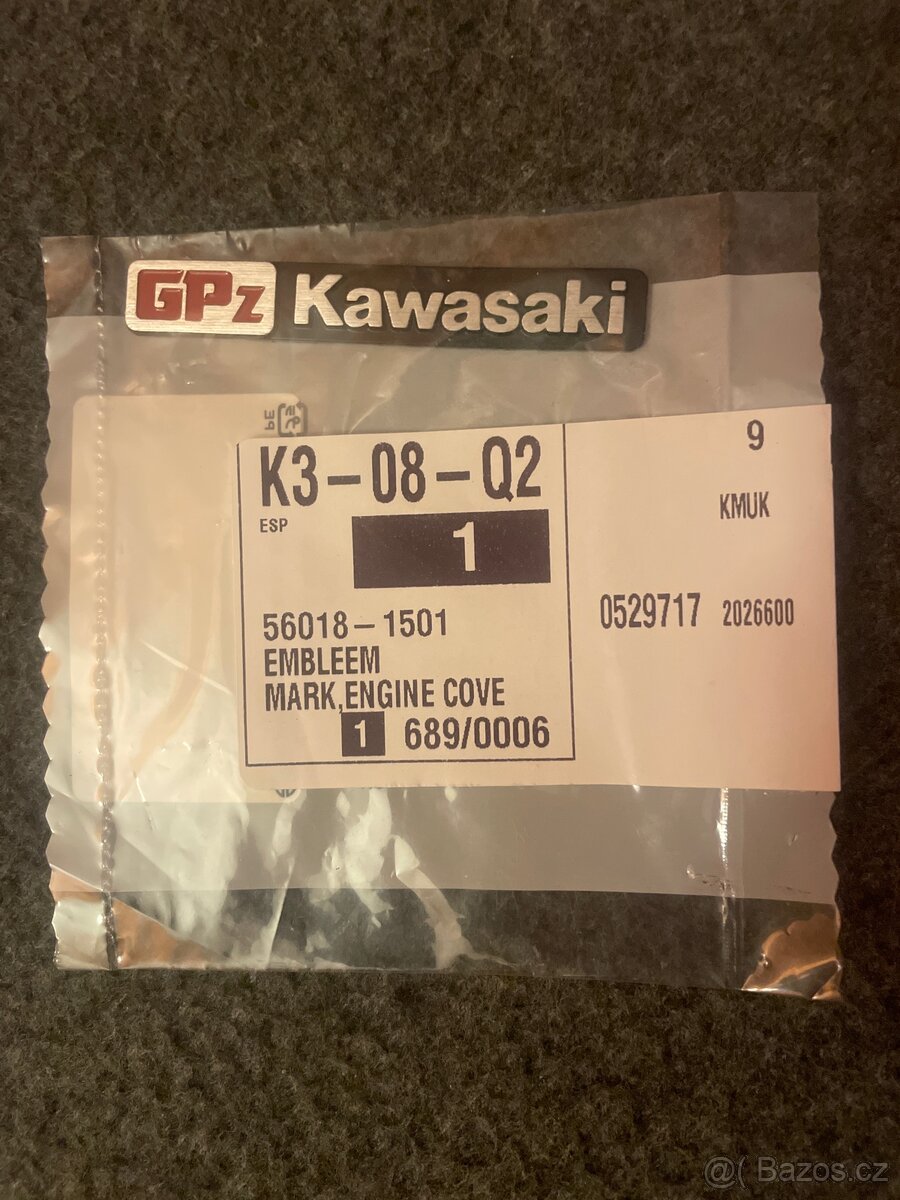 GPz Kawasaki
PE
K3-08-Q2
ESP
1
56018-1501
EMBLEEM
MARK,ENGINE COVE
1 689/0006
9
KMUK
0529717 2026600
@( Bazos.cz